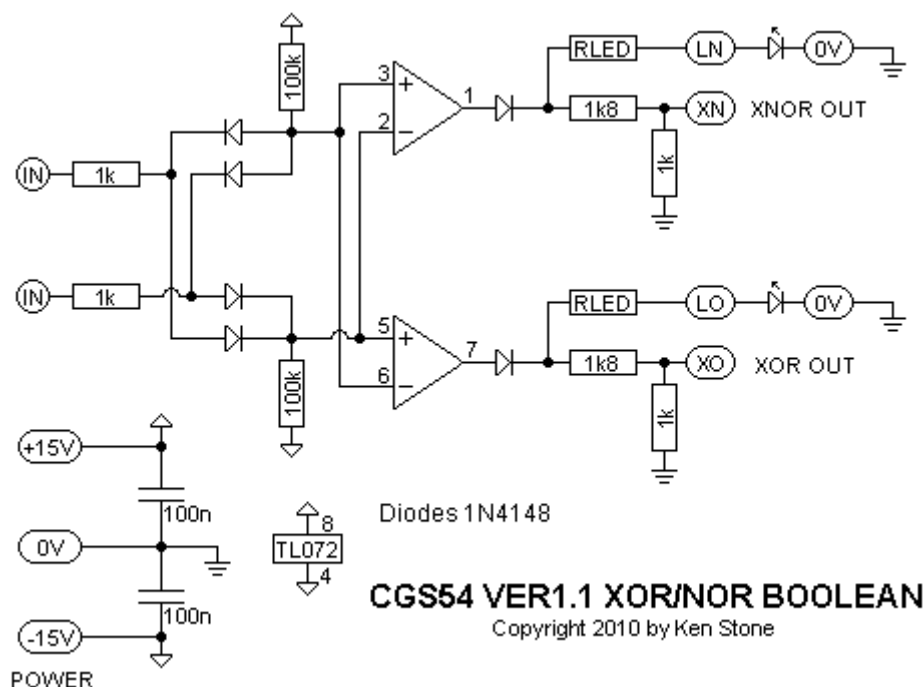 100k
RLED
LN
0V
3
+
1
2
−
1k8
XN
XNOR OUT
IN
1k
1k
IN
1k
RLED
LO
0V
5
+
7
6
−
1k8
XO
XOR OUT
100k
1k
+15V
100n
Diodes 1N4148
8
0V
TL072
4
100n
CGS54 VER1.1 XOR/NOR BOOLEAN
Copyright 2010 by Ken Stone
-15V
POWER